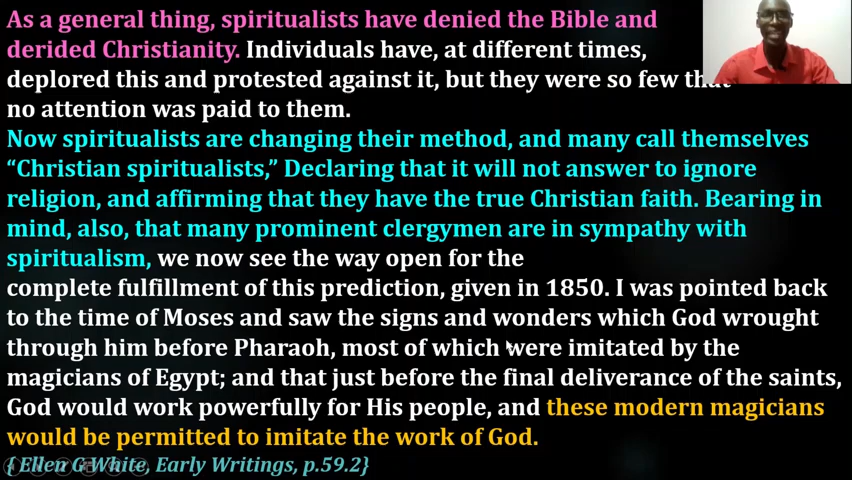 As a general thing, spiritualists have denied the Bible and
derided Christianity. Individuals have, at different times,
deplored this and protested against it, but they were so few that
no attention was paid to them.
Now spiritualists are changing their method, and many call themselves
“Christian spiritualists,” Declaring that it will not answer to ignore
religion, and affirming that they have the true Christian faith. Bearing in
mind, also, that many prominent clergymen are in sympathy with
spiritualism, we now see the way open for the
complete fulfillment of this prediction, given in 1850. I was pointed back
to the time of Moses and saw the signs and wonders which God wrought
through him before Pharaoh, most of which were imitated by the
magicians of Egypt; and that just before the final deliverance of the saints,
God would work powerfully for His people, and these modern magicians
would be permitted to imitate the work of God.
{ Ellen G White, Early Writings, p.59.2}